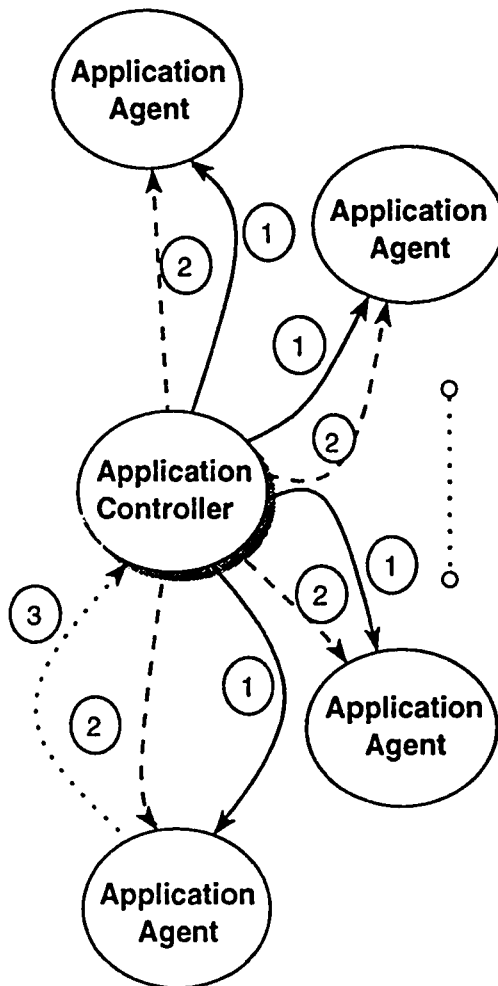 Application
Agent
1
2
Application
Agent
1
2
Application
Controller
1
2
3
1
2
Application
Agent
Application
Agent